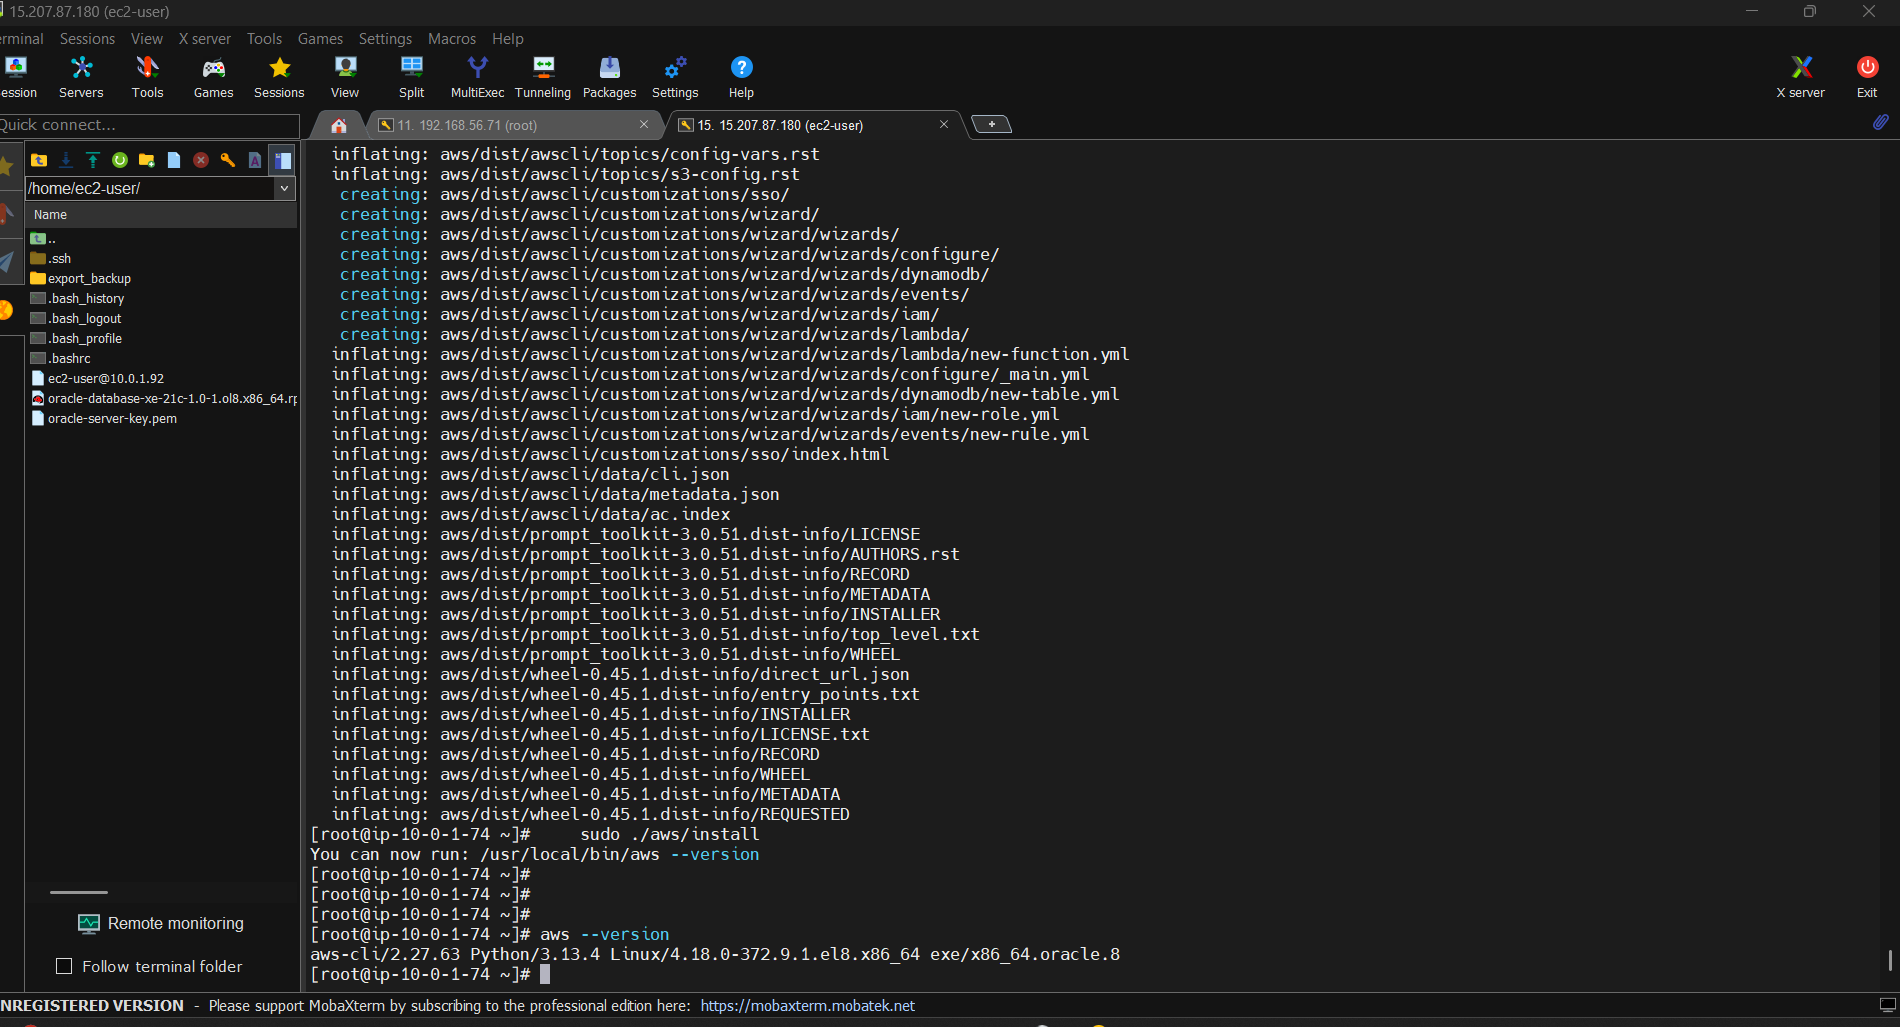 15.207.87.180 (ec2-user)
erminal Sessions View X server Tools Games Settings Macros Help
ession Servers Tools Games Sessions View Split MultiExec Tunneling Packages Settings Help X server Exit
Quick connect...
11. 192.168.56.71 (root)
15. 15.207.87.180 (ec2-user)
/home/ec2-user/
Name
..
.ssh
export_backup
.bash_history
.bash_logout
.bash_profile
.bashrc
ec2-user@10.0.1.92
oracle-database-xe-21c-1.0-1.ol8.x86_64.rp
oracle-server-key.pem
Remote monitoring
Follow terminal folder
inflating: aws/dist/awscli/topics/config-vars.rst
inflating: aws/dist/awscli/topics/s3-config.rst
creating: aws/dist/awscli/customizations/sso/
creating: aws/dist/awscli/customizations/wizard/
creating: aws/dist/awscli/customizations/wizard/wizards/
creating: aws/dist/awscli/customizations/wizard/wizards/configure/
creating: aws/dist/awscli/customizations/wizard/wizards/dynamodb/
creating: aws/dist/awscli/customizations/wizard/wizards/events/
creating: aws/dist/awscli/customizations/wizard/wizards/iam/
creating: aws/dist/awscli/customizations/wizard/wizards/lambda/
inflating: aws/dist/awscli/customizations/wizard/wizards/lambda/new-function.yml
inflating: aws/dist/awscli/customizations/wizard/wizards/configure/_main.yml
inflating: aws/dist/awscli/customizations/wizard/wizards/dynamodb/new-table.yml
inflating: aws/dist/awscli/customizations/wizard/wizards/iam/new-role.yml
inflating: aws/dist/awscli/customizations/wizard/wizards/events/new-rule.yml
inflating: aws/dist/awscli/customizations/sso/index.html
inflating: aws/dist/awscli/data/cli.json
inflating: aws/dist/awscli/data/metadata.json
inflating: aws/dist/awscli/data/ac.index
inflating: aws/dist/prompt_toolkit-3.0.51.dist-info/LICENSE
inflating: aws/dist/prompt_toolkit-3.0.51.dist-info/AUTHORS.rst
inflating: aws/dist/prompt_toolkit-3.0.51.dist-info/RECORD
inflating: aws/dist/prompt_toolkit-3.0.51.dist-info/METADATA
inflating: aws/dist/prompt_toolkit-3.0.51.dist-info/INSTALLER
inflating: aws/dist/prompt_toolkit-3.0.51.dist-info/top_level.txt
inflating: aws/dist/prompt_toolkit-3.0.51.dist-info/WHEEL
inflating: aws/dist/wheel-0.45.1.dist-info/direct_url.json
inflating: aws/dist/wheel-0.45.1.dist-info/entry_points.txt
inflating: aws/dist/wheel-0.45.1.dist-info/INSTALLER
inflating: aws/dist/wheel-0.45.1.dist-info/LICENSE.txt
inflating: aws/dist/wheel-0.45.1.dist-info/RECORD
inflating: aws/dist/wheel-0.45.1.dist-info/WHEEL
inflating: aws/dist/wheel-0.45.1.dist-info/METADATA
inflating: aws/dist/wheel-0.45.1.dist-info/REQUESTED
[root@ip-10-0-1-74 ~]#     sudo ./aws/install
You can now run: /usr/local/bin/aws --version
[root@ip-10-0-1-74 ~]#
[root@ip-10-0-1-74 ~]#
[root@ip-10-0-1-74 ~]#
[root@ip-10-0-1-74 ~]# aws --version
aws-cli/2.27.63 Python/3.13.4 Linux/4.18.0-372.9.1.el8.x86_64 exe/x86_64.oracle.8
[root@ip-10-0-1-74 ~]#
NREGISTERED VERSION - Please support MobaXterm by subscribing to the professional edition here: https://mobaxterm.mobatek.net